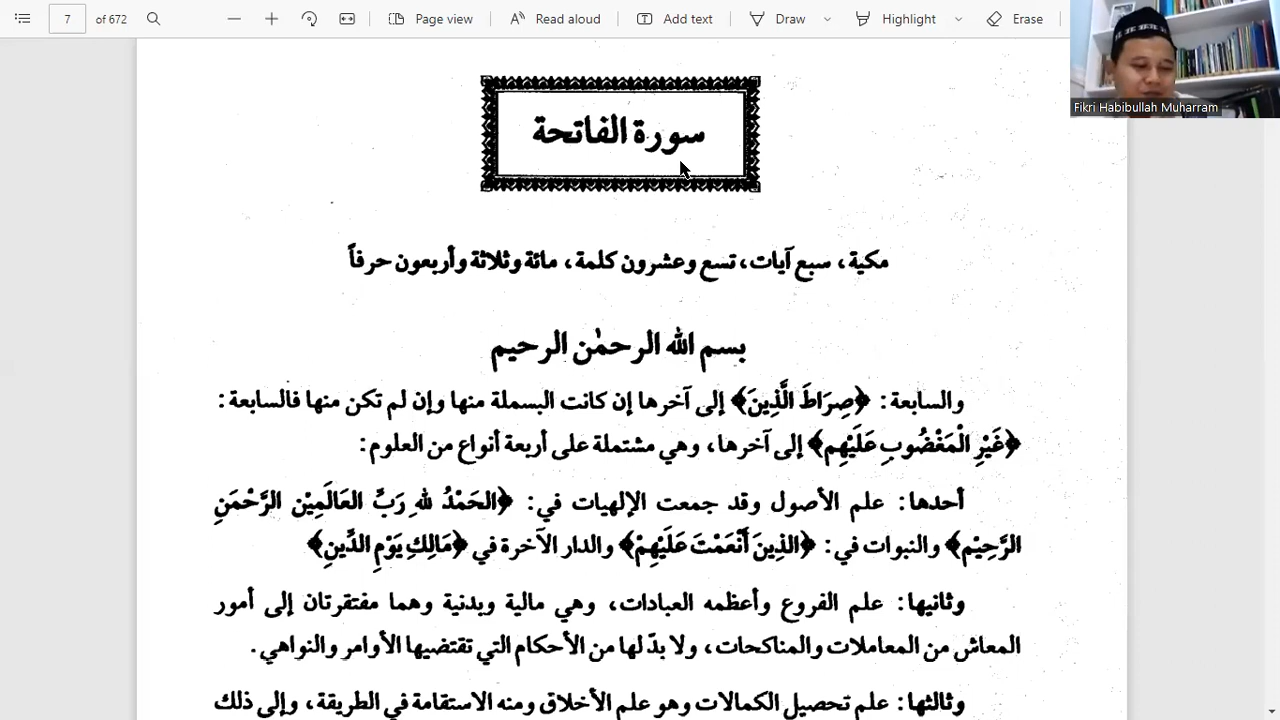 7
of 672
Page view
Read aloud
Add text
Draw
Highlight
Erase
Fikri Habibullah Muharram
سورة الفاتحة
مكية، سبع آيات، تسع وعشرون كلمة، مائة وثلاثة وأربعون حرفاً
بسم الله الرحمٰن الرحيم
والسابعة: ﴿صِرَاطَ الَّذِينَ﴾ إلى آخرها إن كانت البسملة منها وإن لم تكن منها فالسابعة:
﴿غَيْرِ الْمَغْضُوبِ عَلَيْهِم﴾ إلى آخرها، وهي مشتملة على أربعة أنواع من العلوم:
أحدها: علم الأصول وقد جمعت الإلهيات في: ﴿الحَمْدُ للهِ رَبِّ العَالَمِيْن الرَّحْمَنِ
الرَّحِيْم﴾ والنبوات في: ﴿الذِينَ أَنْعَمْتَ عَلَيْهِمْ﴾ والدار الآخرة في ﴿مَالِكِ يَوْمِ الدِّينِ﴾
وثانيها: علم الفروع وأعظمه العبادات، وهي مالية وبدنية وهما مفتقرتان إلى أمور
المعاش من المعاملات والمناكحات، ولا بدّ لها من الأحكام التي تقتضيها الأوامر والنواهي.
وثالثها: علم تحصيل الكمالات وهو علم الأخلاق ومنه الاستقامة في الطريقة، وإلى ذلك